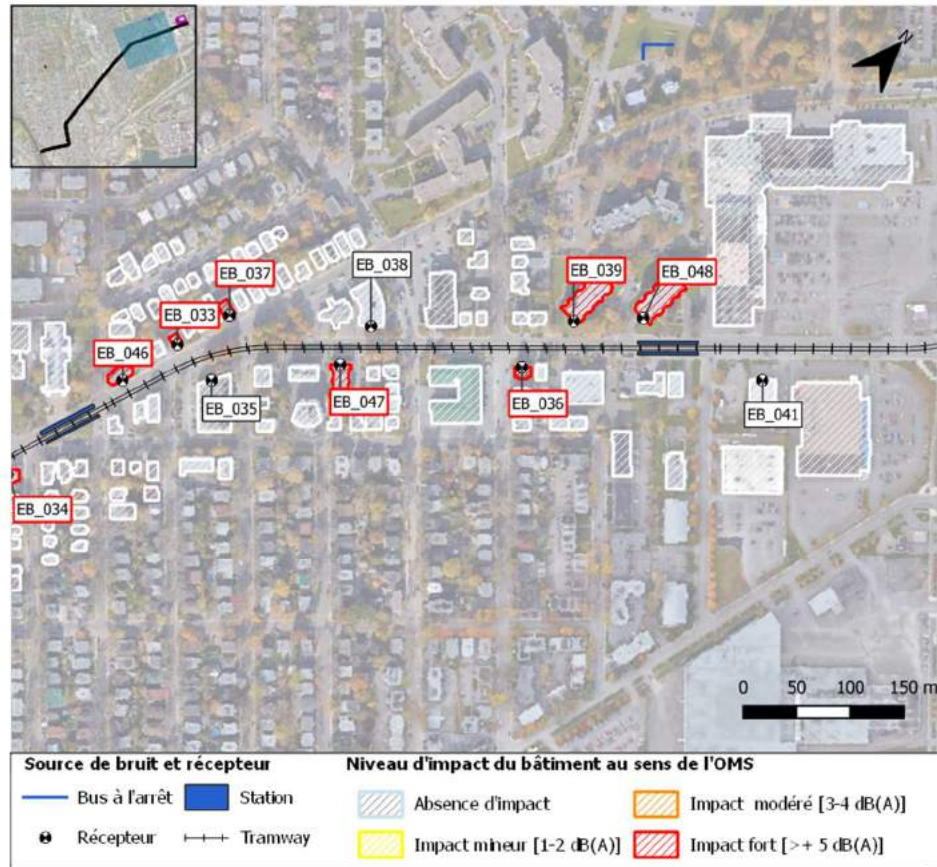 N
EB_037
EB_038
EB_039
EB_048
EB_033
EB_046
EB_035
EB_047
EB_036
EB_041
EB_034
0 50 100 150 m
Source de bruit et récepteur
Bus à l'arrêt
Station
Récepteur
Tramway
Niveau d'impact du bâtiment au sens de l'OMS
Absence d'impact
Impact modéré [3-4 dB(A)]
Impact mineur [1-2 dB(A)]
Impact fort [>+ 5 dB(A)]